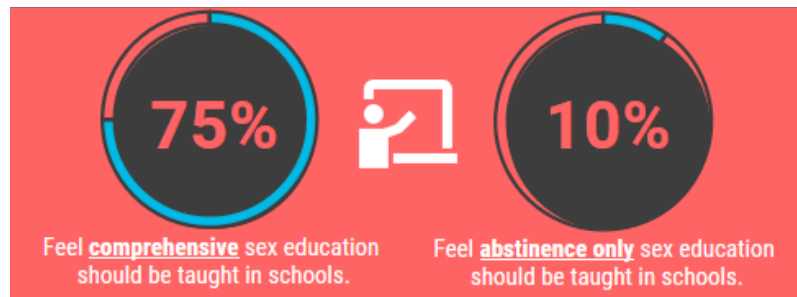 75%
10%
Feel comprehensive sex education
should be taught in schools.
Feel abstinence only sex education
should be taught in schools.